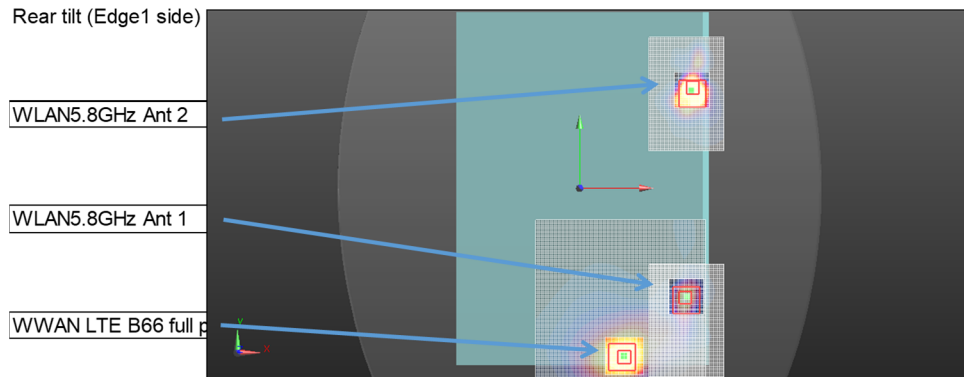 Rear tilt (Edge1 side)
WLAN5.8GHz Ant 2
WLAN5.8GHz Ant 1
WWAN LTE B66 full p
y
x